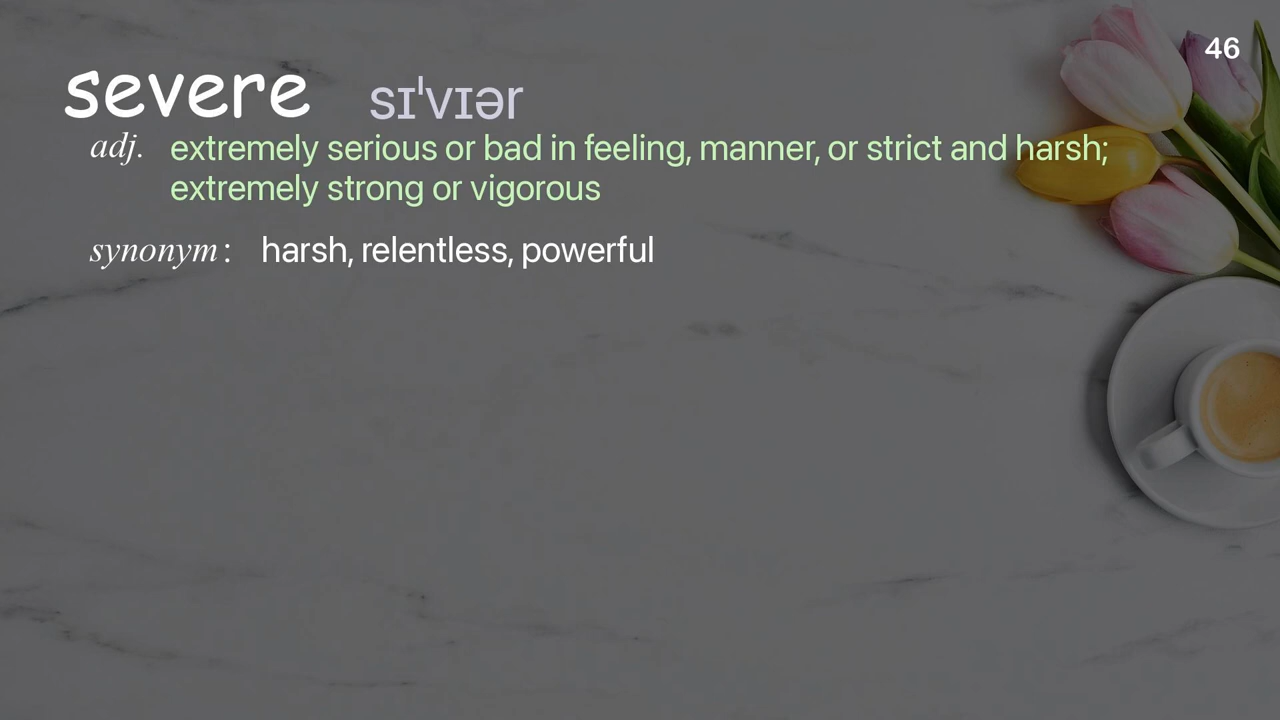 46
severe sɪˈvɪər
adj. extremely serious or bad in feeling, manner, or strict and harsh;
extremely strong or vigorous
synonym : harsh, relentless, powerful